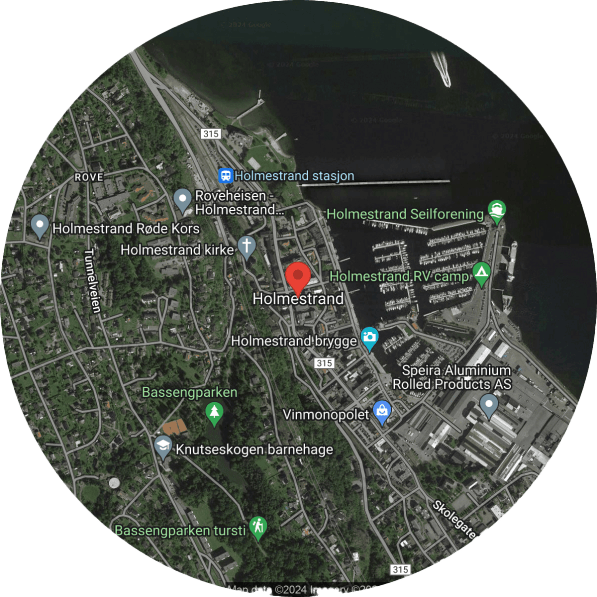 315
Holmestrand stasjon
ROVE
Roveheisen -
Holmestrand...
Holmestrand Seilforening
Holmestrand Røde Kors
Holmestrand kirke
Tunnelveien
Holmestrand RV camp
Holmestrand
Holmestrand brygge
315
Speira Aluminium
Rolled Products AS
Bassengparken
Vinmonopolet
Knutseskogen barnehage
Skolegate
Bassengparken tursti
315
Map data ©2024 Imagery ©202